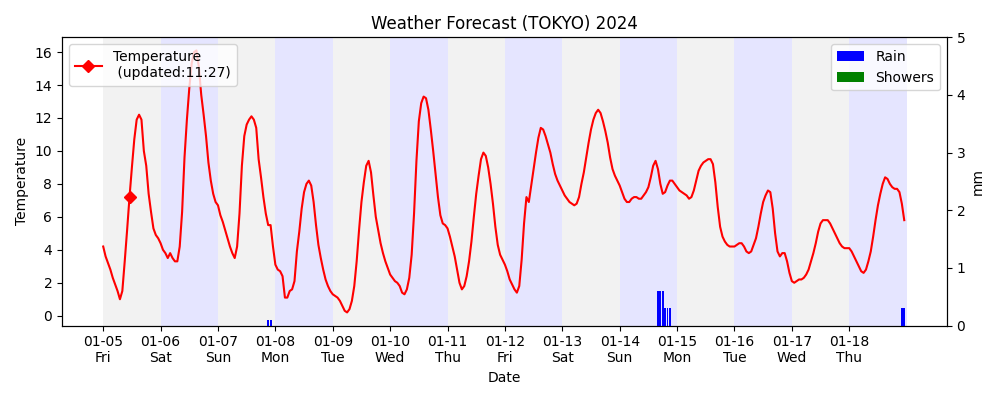 Weather Forecast (TOKYO) 2024
Temperature
(updated:11:27)
Rain
Showers
16
14
12
10
8
6
4
2
0
Temperature
5
4
3
2
1
0
mm
01-05 01-06 01-07 01-08 01-09 01-10 01-11 01-12 01-13 01-14 01-15 01-16 01-17 01-18
Fri Sat Sun Mon Tue Wed Thu Fri Sat Sun Mon Tue Wed Thu
Date